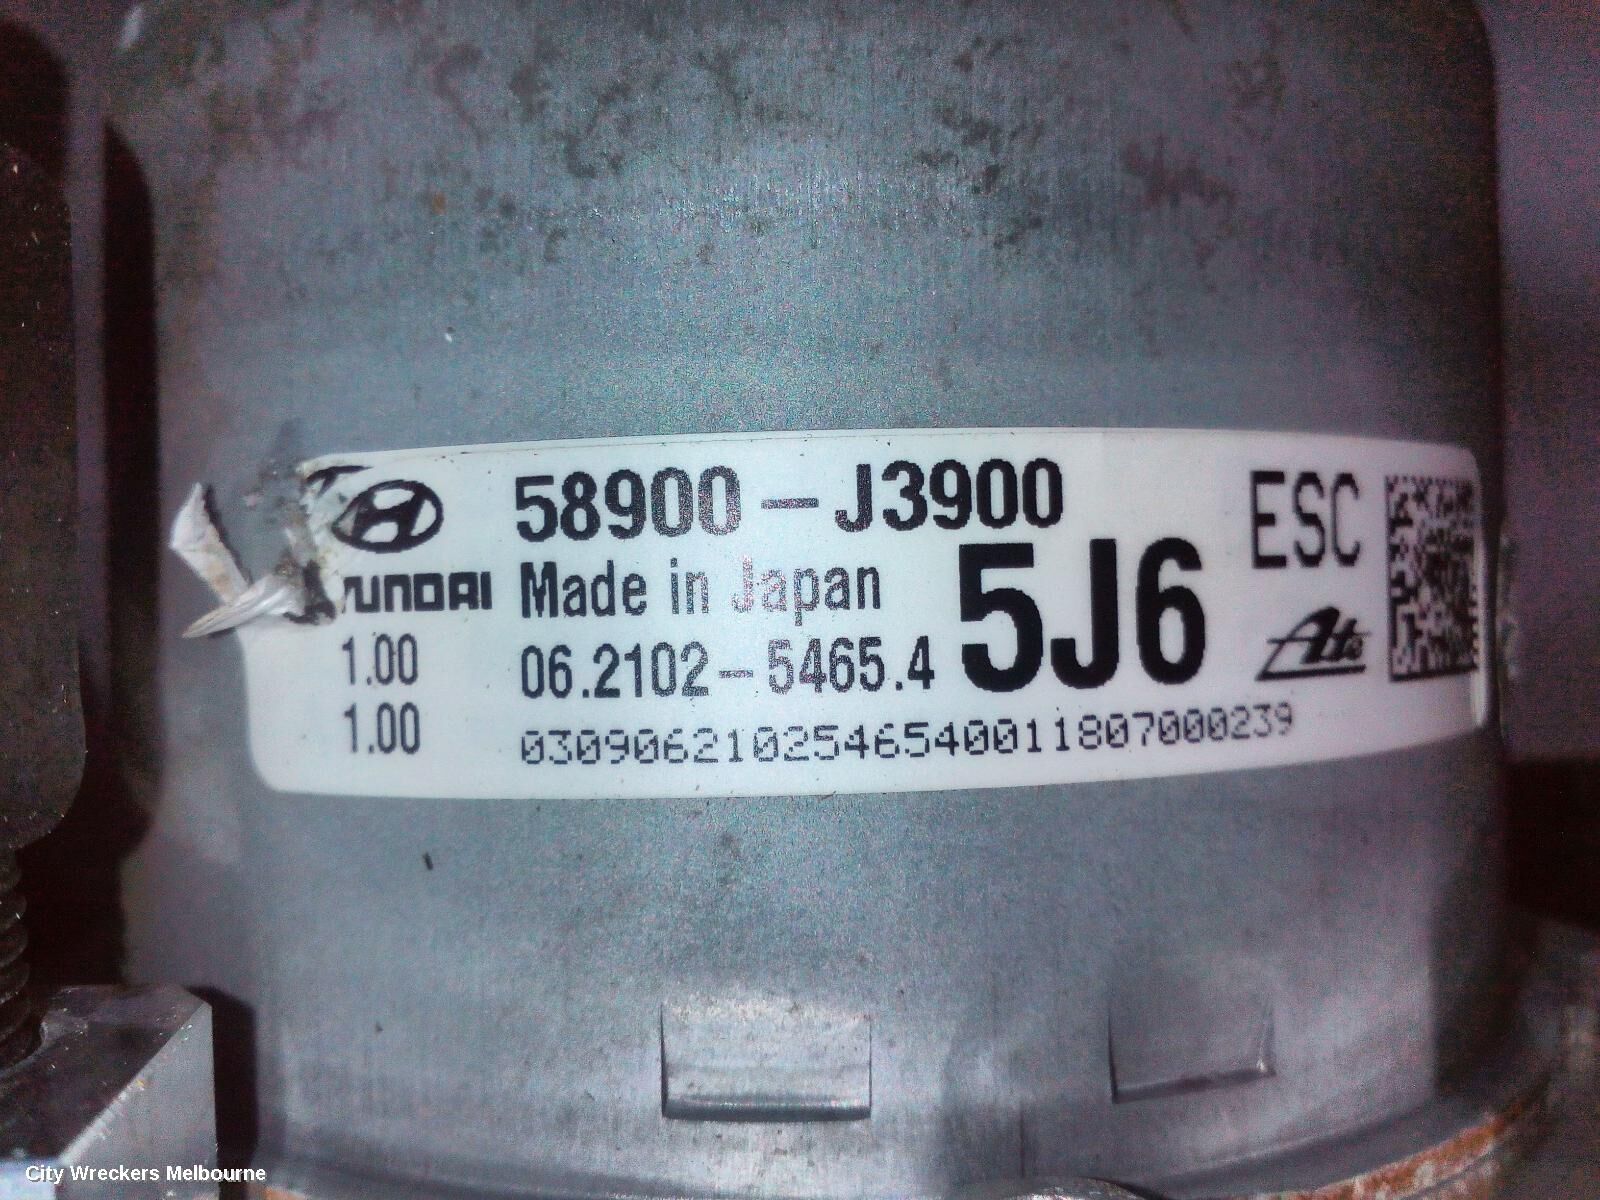 58900-J3900
HYUNDAI Made in Japan 5J6 ESC
1.00 06.2102-5465.4 Ate
1.00 0309062102546540011807000239
City Wreckers Melbourne